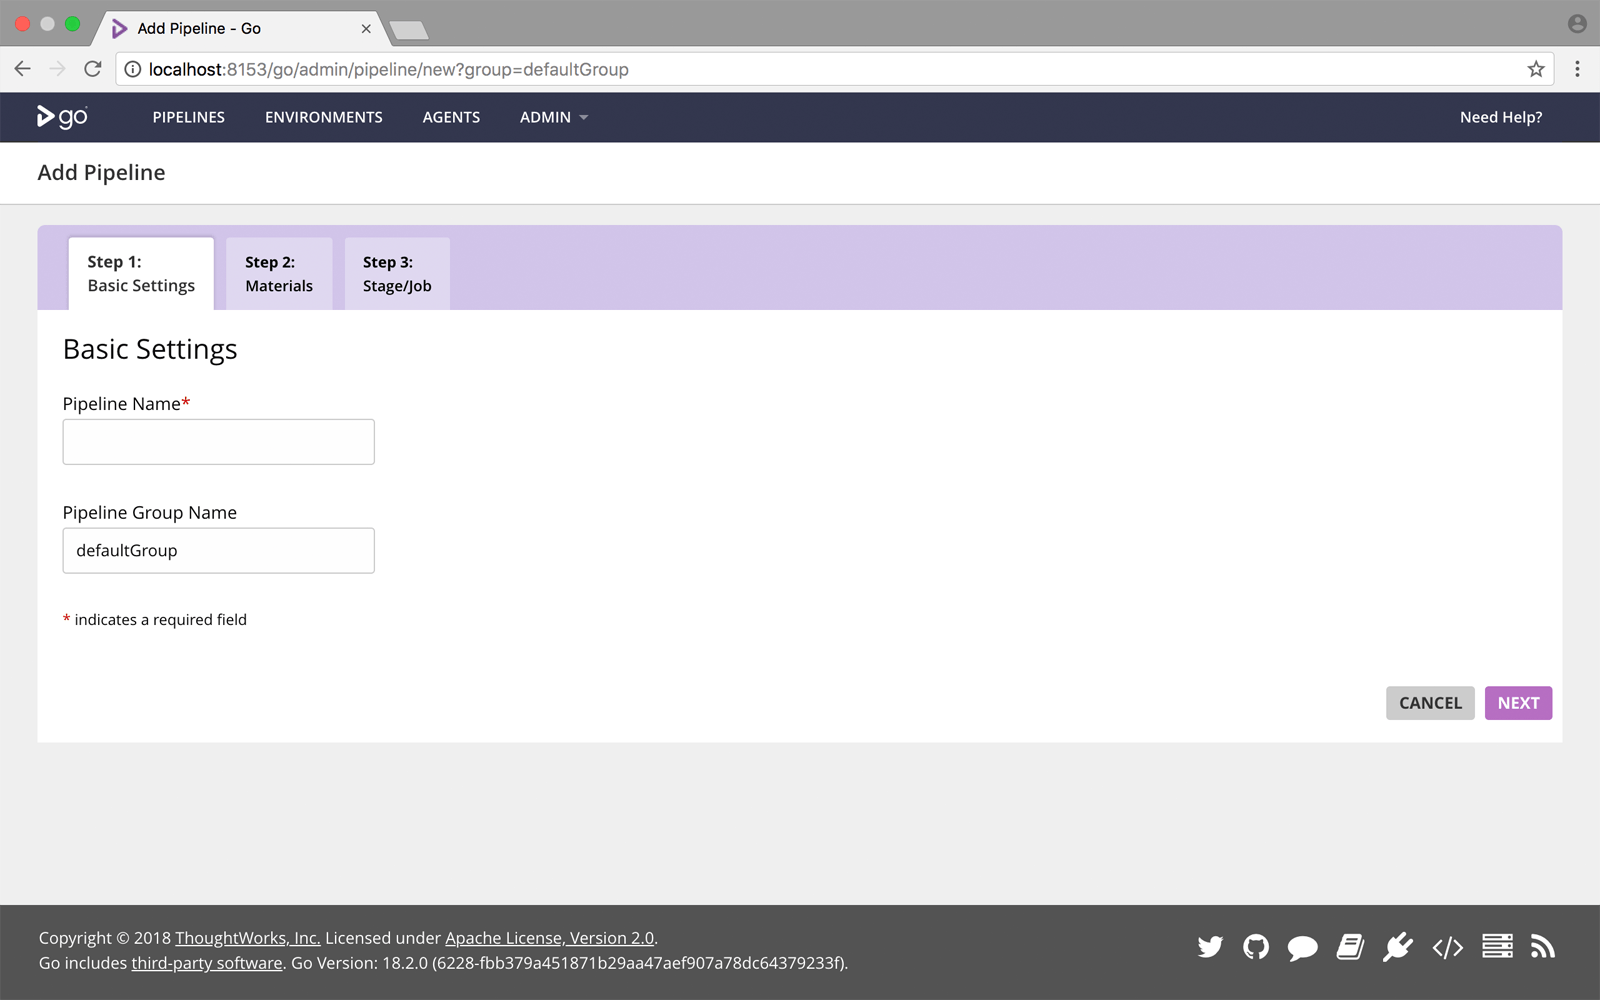 Add Pipeline - Go
localhost:8153/go/admin/pipeline/new?group=defaultGroup
go PIPELINES ENVIRONMENTS AGENTS ADMIN Need Help?
Add Pipeline
Step 1:
Basic Settings
Step 2:
Materials
Step 3:
Stage/Job
Basic Settings
Pipeline Name*
Pipeline Group Name
defaultGroup
* indicates a required field
CANCEL NEXT
Copyright © 2018 ThoughtWorks, Inc. Licensed under Apache License, Version 2.0.
Go includes third-party software. Go Version: 18.2.0 (6228-fbb379a451871b29aa47aef907a78dc64379233f).